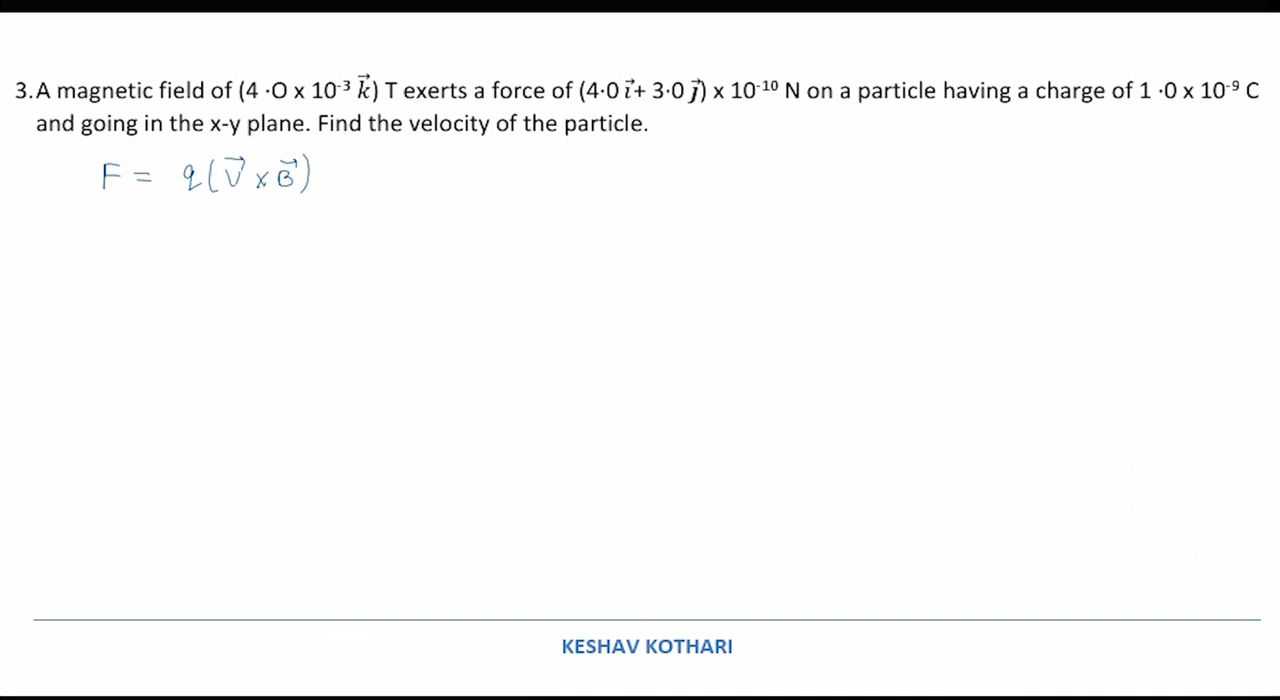 3. A magnetic field of (4 ·O x 10⁻³ k⃗) T exerts a force of (4·0 i⃗+ 3·0 j⃗) x 10⁻¹⁰ N on a particle having a charge of 1 ·0 x 10⁻⁹ C
and going in the x-y plane. Find the velocity of the particle.
F = q(V⃗ x B⃗)
KESHAV KOTHARI